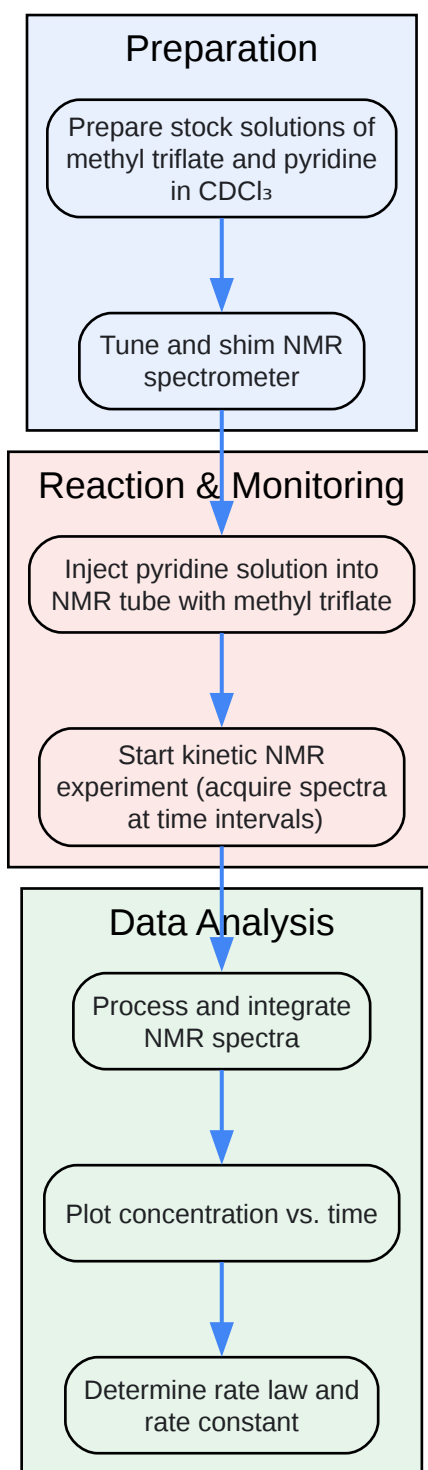 Preparation
Prepare stock solutions of
methyl triflate and pyridine
in CDCl₃
Tune and shim NMR
spectrometer
Reaction & Monitoring
Inject pyridine solution into
NMR tube with methyl triflate
Start kinetic NMR
experiment (acquire spectra
at time intervals)
Data Analysis
Process and integrate
NMR spectra
Plot concentration vs. time
Determine rate law and
rate constant